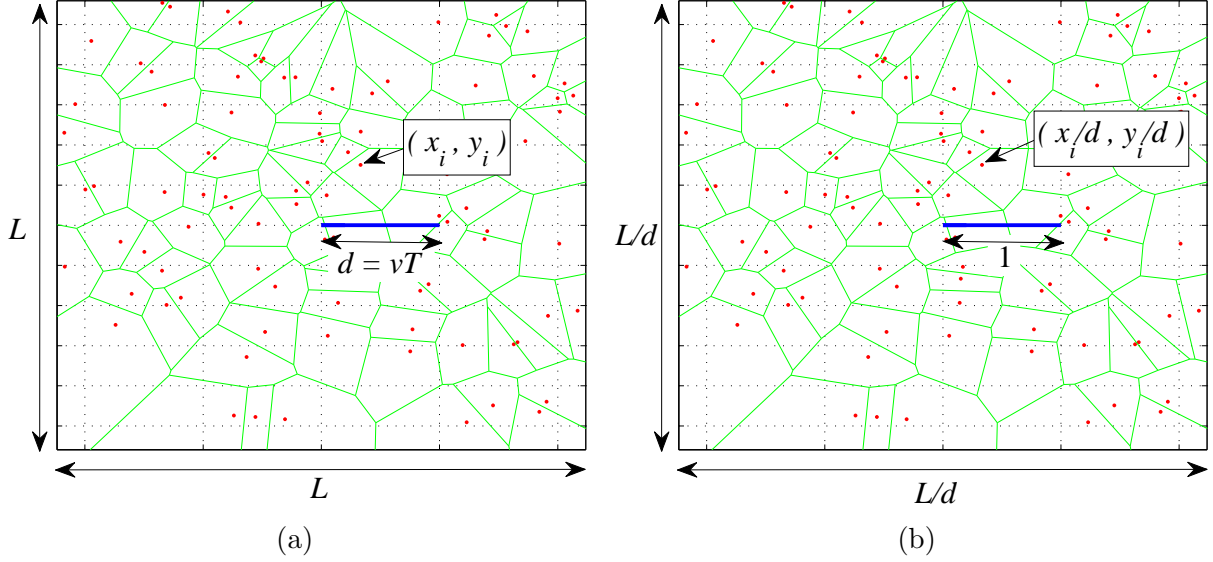 ( x_i , y_i )
L
d = vT
L
(a)
( x_i/d , y_i/d )
L/d
1
L/d
(b)